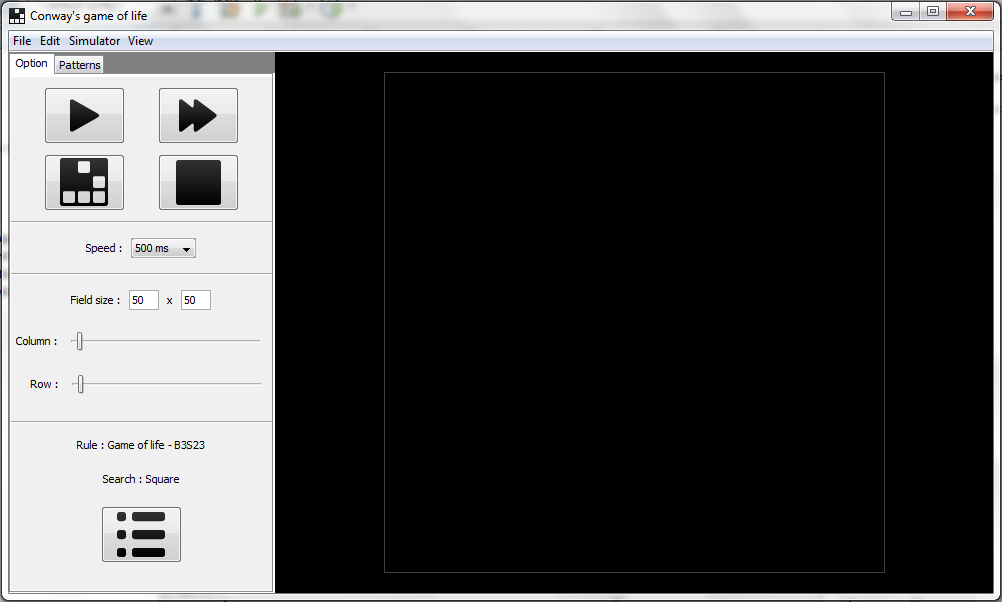 Conway's game of life
File Edit Simulator View
Option Patterns
Speed : 500 ms
Field size : 50 x 50
Column :
Row :
Rule : Game of life - B3S23
Search : Square